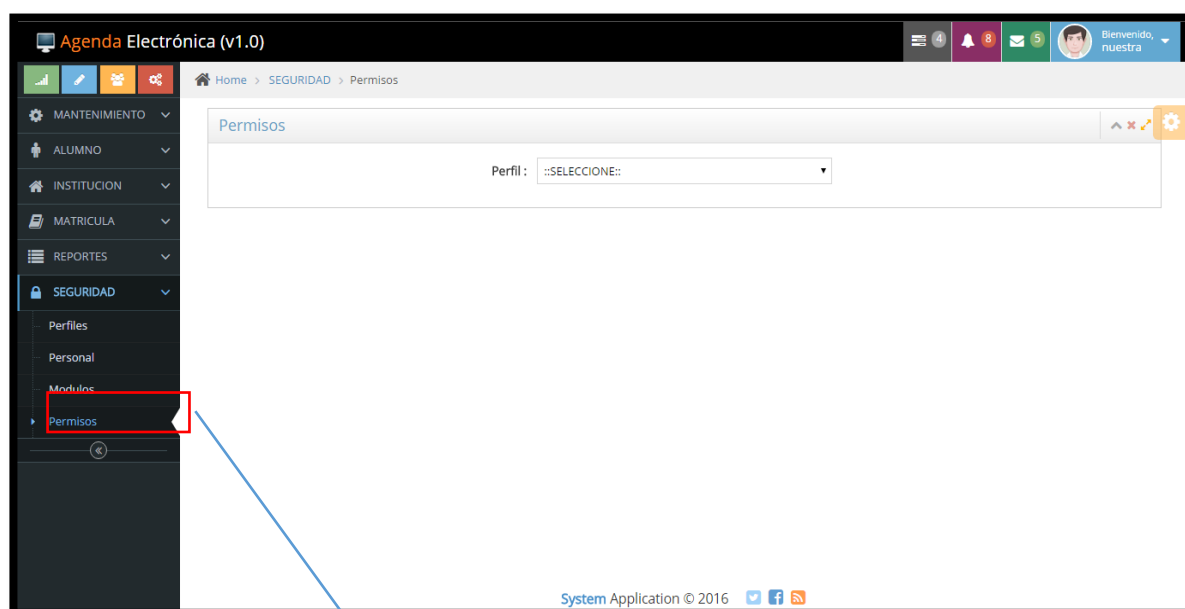 Agenda Electrónica (v1.0)
4
8
5
Bienvenido,
nuestra
Home > SEGURIDAD > Permisos
MANTENIMIENTO
ALUMNO
INSTITUCION
MATRICULA
REPORTES
SEGURIDAD
Perfiles
Personal
Modulos
Permisos
Permisos
Perfil :
::SELECCIONE::
System Application © 2016